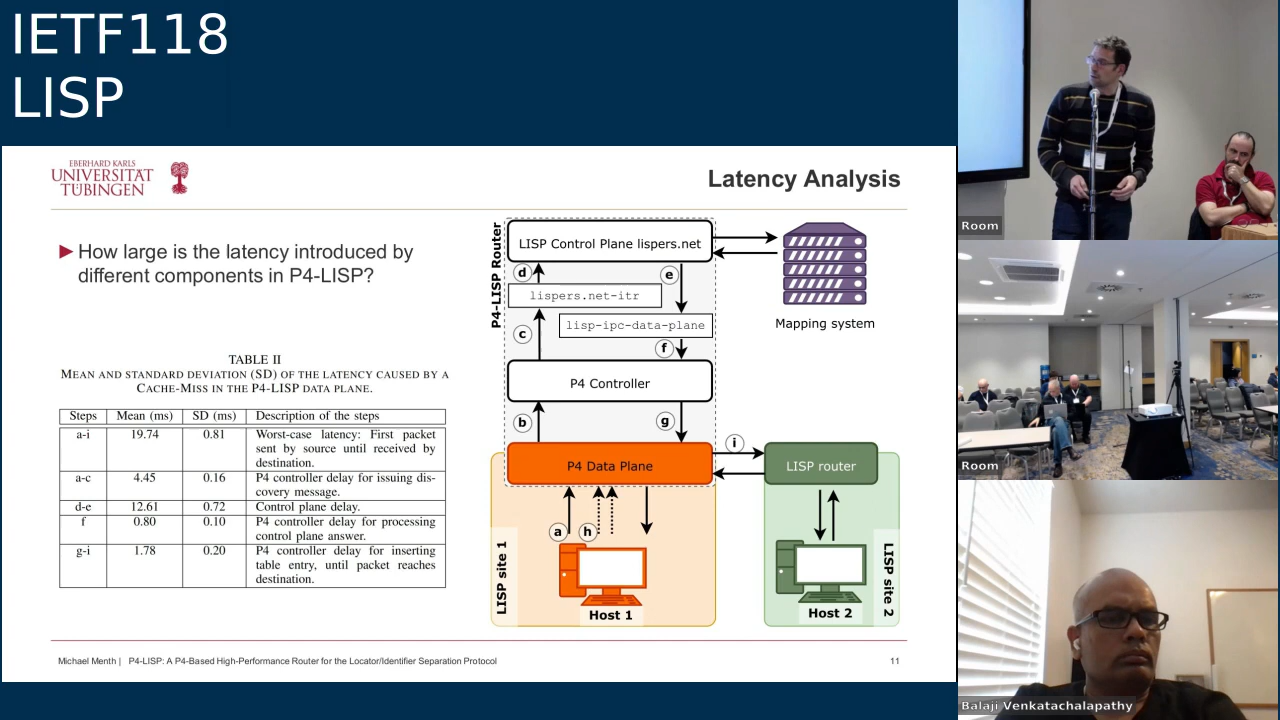 IETF118
LISP
EBERHARD KARLS
UNIVERSITÄT
TÜBINGEN
Latency Analysis
How large is the latency introduced by
different components in P4-LISP?
TABLE II
MEAN AND STANDARD DEVIATION (SD) OF THE LATENCY CAUSED BY A
CACHE-MISS IN THE P4-LISP DATA PLANE.
Steps Mean (ms) SD (ms) Description of the steps
a-i 19.74 0.81 Worst-case latency: First packet
sent by source until received by
destination.
a-c 4.45 0.16 P4 controller delay for issuing dis-
covery message.
d-e 12.61 0.72 Control plane delay.
f 0.80 0.10 P4 controller delay for processing
control plane answer.
g-i 1.78 0.20 P4 controller delay for inserting
table entry, until packet reaches
destination.
P4-LISP Router
LISP Control Plane lispers.net
d
e
lispers.net-itr
lisp-ipc-data-plane
c
f
P4 Controller
b
g
P4 Data Plane
i
LISP router
a
h
LISP site 1
Host 1
Host 2
LISP site 2
Mapping system
Michael Menth | P4-LISP: A P4-Based High-Performance Router for the Locator/Identifier Separation Protocol
11
Room
Room
Balaji Venkatachalapathy